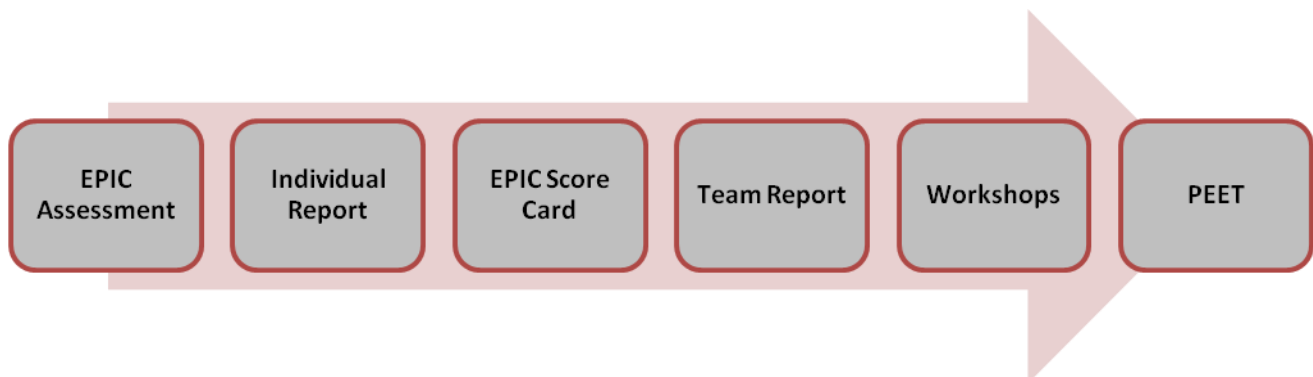 EPIC
Assessment
Individual
Report
EPIC Score
Card
Team Report
Workshops
PEET